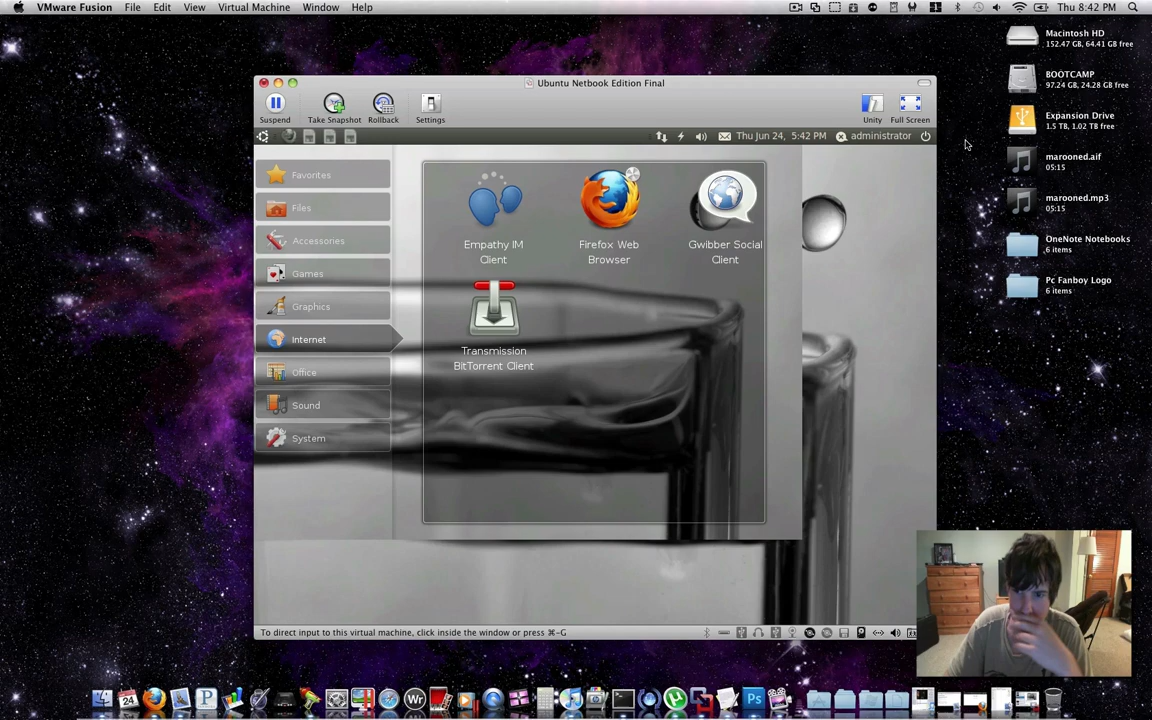 VMware Fusion File Edit View Virtual Machine Window Help Thu 8:42 PM
Macintosh HD
152.47 GB, 64.41 GB free
BOOTCAMP
97.24 GB, 24.28 GB free
Expansion Drive
1.5 TB, 1.02 TB free
marooned.aif
05:15
marooned.mp3
05:15
OneNote Notebooks
6 items
Pc Fanboy Logo
6 items
Ubuntu Netbook Edition Final
Suspend Take Snapshot Rollback Settings Unity Full Screen
Thu Jun 24, 5:42 PM administrator
Favorites
Files
Accessories
Games
Graphics
Internet
Office
Sound
System
Empathy IM
Client
Firefox Web
Browser
Gwibber Social
Client
Transmission
BitTorrent Client
To direct input to this virtual machine, click inside the window or press ⌘-G
24
P
Wr
Ps